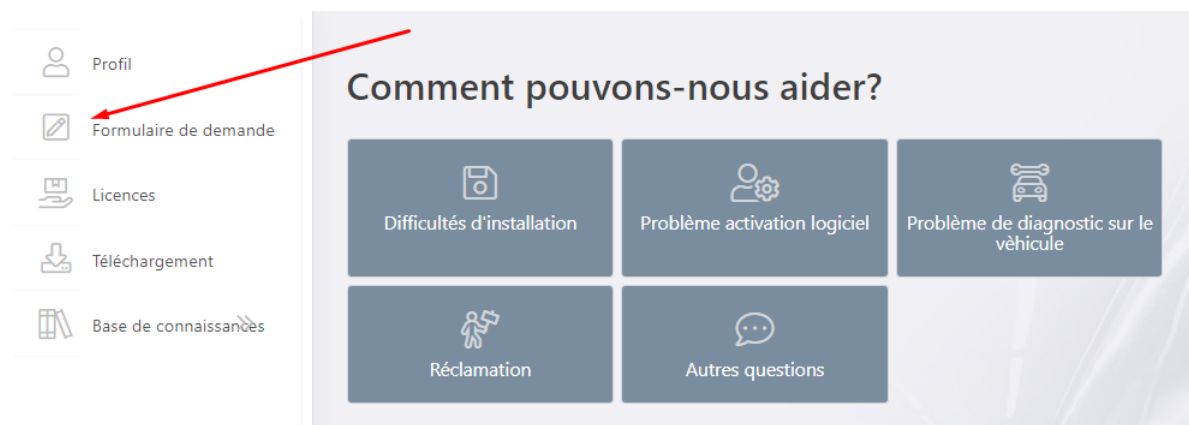 Profil
Formulaire de demande
Licences
Téléchargement
Base de connaissances
Comment pouvons-nous aider?
Difficultés d'installation
Problème activation logiciel
Problème de diagnostic sur le
vèhicule
Réclamation
Autres questions